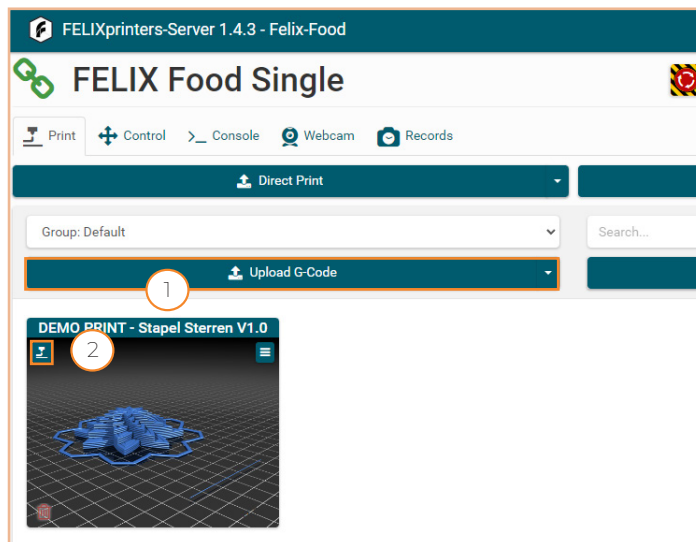 FELIXprinters-Server 1.4.3 - Felix-Food
FELIX Food Single
Print Control Console Webcam Records
Direct Print
Group: Default Search...
Upload G-Code
1
DEMO PRINT - Stapel Sterren V1.0
2